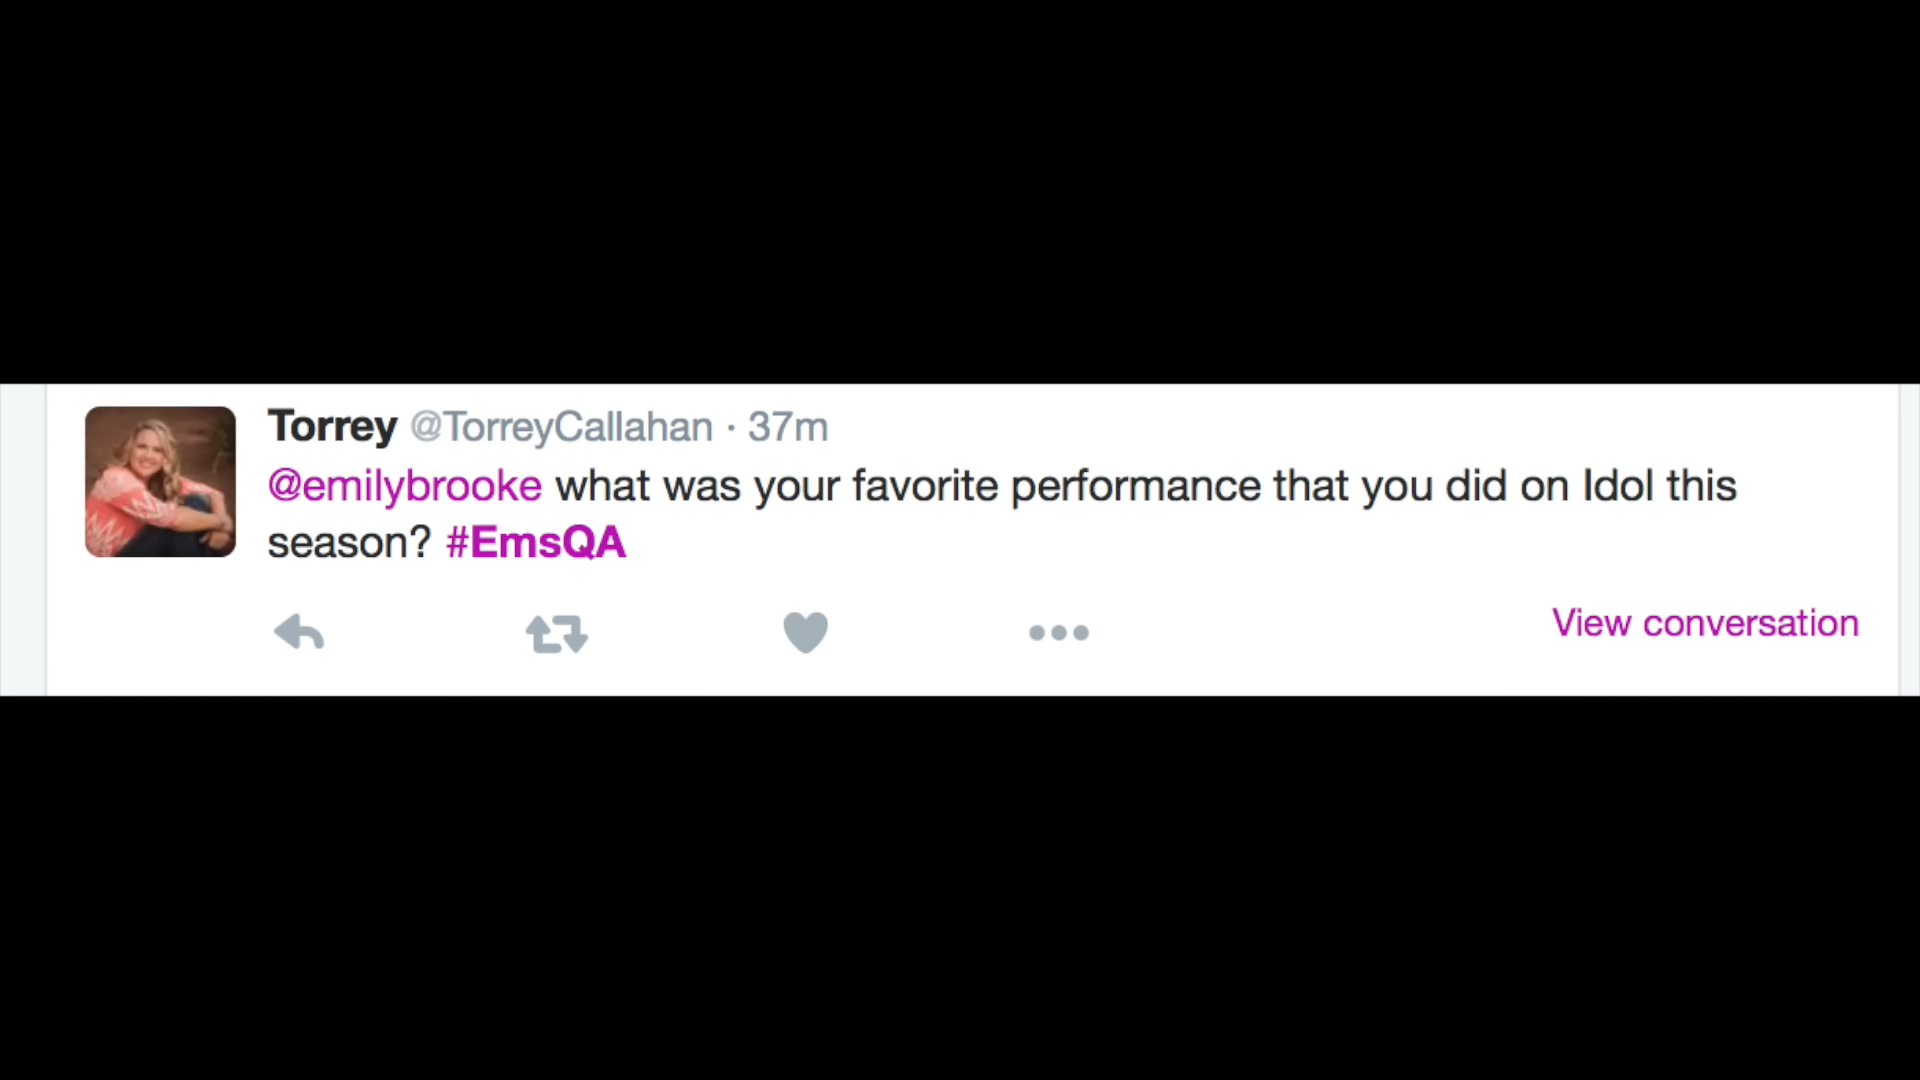 Torrey @TorreyCallahan · 37m
@emilybrooke what was your favorite performance that you did on Idol this
season? #EmsQA
View conversation